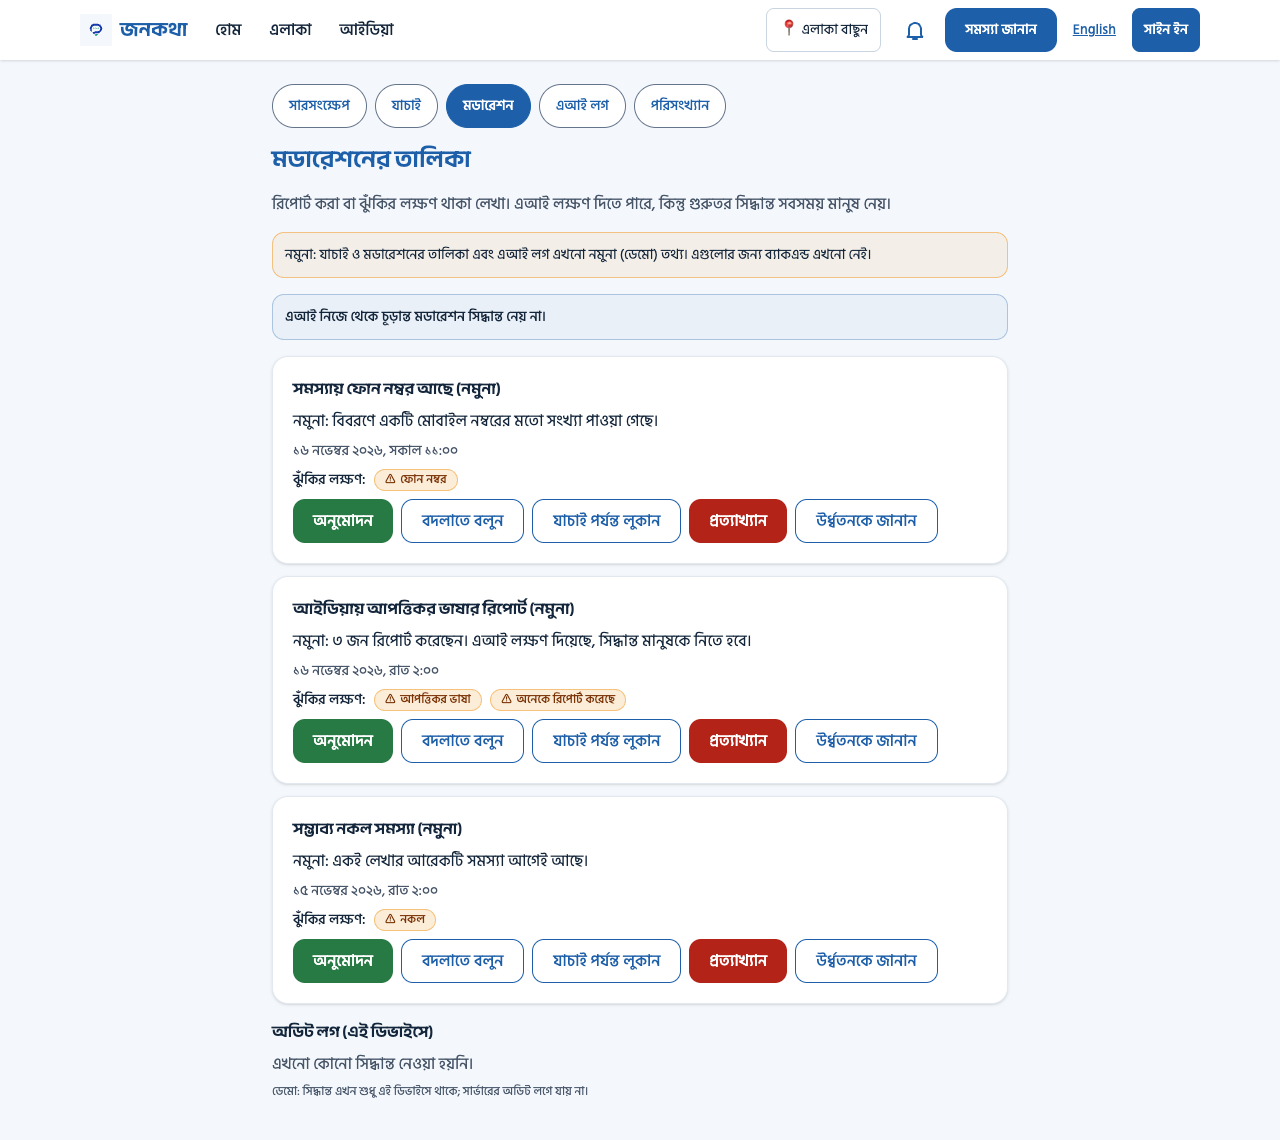 জনকথা হোম এলাকা আইডিয়া 📍 এলাকা বাছুন সমস্যা জানান English সাইন ইন
সারসংক্ষেপ যাচাই মডারেশন এআই লগ পরিসংখ্যান
মডারেশনের তালিকা
রিপোর্ট করা বা ঝুঁকির লক্ষণ থাকা লেখা। এআই লক্ষণ দিতে পারে, কিন্তু গুরুতর সিদ্ধান্ত সবসময় মানুষ নেয়।
নমুনা: যাচাই ও মডারেশনের তালিকা এবং এআই লগ এখনো নমুনা (ডেমো) তথ্য। এগুলোর জন্য ব্যাকএন্ড এখনো নেই।
এআই নিজে থেকে চূড়ান্ত মডারেশন সিদ্ধান্ত নেয় না।
সমস্যায় ফোন নম্বর আছে (নমুনা)
নমুনা: বিবরণে একটি মোবাইল নম্বরের মতো সংখ্যা পাওয়া গেছে।
১৬ নভেম্বর ২০২৬, সকাল ১১:০০
ঝুঁকির লক্ষণ: ⚠ ফোন নম্বর
অনুমোদন বদলাতে বলুন যাচাই পর্যন্ত লুকান প্রত্যাখ্যান উর্ধ্বতনকে জানান
আইডিয়ায় আপত্তিকর ভাষার রিপোর্ট (নমুনা)
নমুনা: ৩ জন রিপোর্ট করেছেন। এআই লক্ষণ দিয়েছে, সিদ্ধান্ত মানুষকে নিতে হবে।
১৬ নভেম্বর ২০২৬, রাত ২:০০
ঝুঁকির লক্ষণ: ⚠ আপত্তিকর ভাষা ⚠ অনেকে রিপোর্ট করেছে
অনুমোদন বদলাতে বলুন যাচাই পর্যন্ত লুকান প্রত্যাখ্যান উর্ধ্বতনকে জানান
সম্ভাব্য নকল সমস্যা (নমুনা)
নমুনা: একই লেখার আরেকটি সমস্যা আগেই আছে।
১৫ নভেম্বর ২০২৬, রাত ২:০০
ঝুঁকির লক্ষণ: ⚠ নকল
অনুমোদন বদলাতে বলুন যাচাই পর্যন্ত লুকান প্রত্যাখ্যান উর্ধ্বতনকে জানান
অডিট লগ (এই ডিভাইসে)
এখনো কোনো সিদ্ধান্ত নেওয়া হয়নি।
ডেমো: সিদ্ধান্ত এখন শুধু এই ডিভাইসে থাকে; সার্ভারের অডিট লগে যায় না।